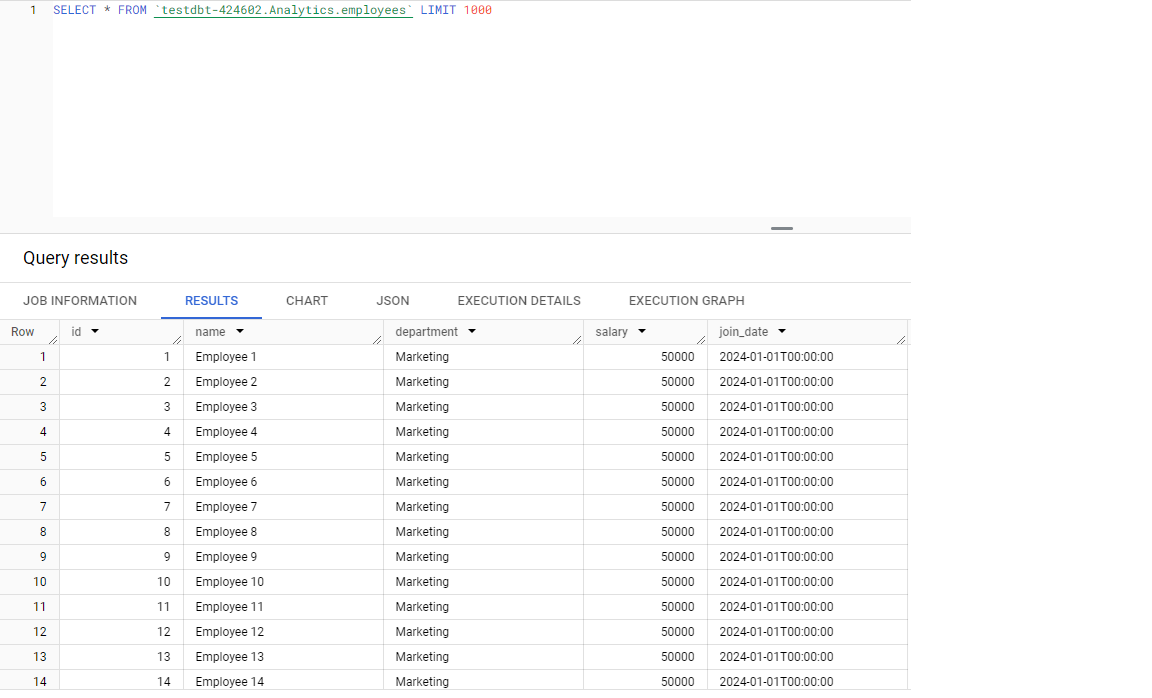 1 SELECT * FROM `testdbt-424602.Analytics.employees` LIMIT 1000
Query results
JOB INFORMATION RESULTS CHART JSON EXECUTION DETAILS EXECUTION GRAPH
Row id name department salary join_date
1 1 Employee 1 Marketing 50000 2024-01-01T00:00:00
2 2 Employee 2 Marketing 50000 2024-01-01T00:00:00
3 3 Employee 3 Marketing 50000 2024-01-01T00:00:00
4 4 Employee 4 Marketing 50000 2024-01-01T00:00:00
5 5 Employee 5 Marketing 50000 2024-01-01T00:00:00
6 6 Employee 6 Marketing 50000 2024-01-01T00:00:00
7 7 Employee 7 Marketing 50000 2024-01-01T00:00:00
8 8 Employee 8 Marketing 50000 2024-01-01T00:00:00
9 9 Employee 9 Marketing 50000 2024-01-01T00:00:00
10 10 Employee 10 Marketing 50000 2024-01-01T00:00:00
11 11 Employee 11 Marketing 50000 2024-01-01T00:00:00
12 12 Employee 12 Marketing 50000 2024-01-01T00:00:00
13 13 Employee 13 Marketing 50000 2024-01-01T00:00:00
14 14 Employee 14 Marketing 50000 2024-01-01T00:00:00